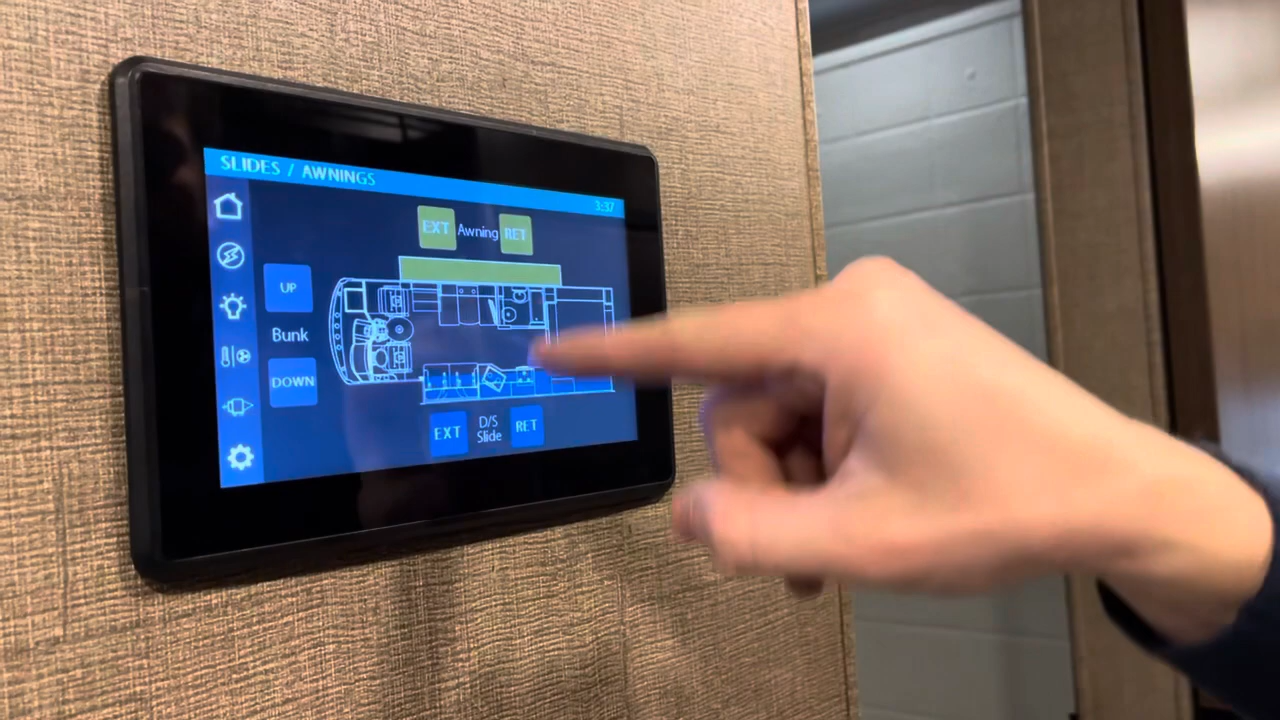 SLIDES / AWNINGS
3:37
EXT Awning RET
UP
Bunk
DOWN
EXT
D/S
Slide
RET